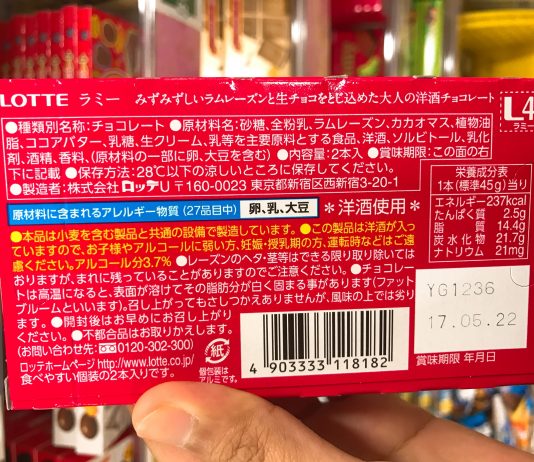 LOTTE ラミー みずみずしいラムレーズンと生チョコをとじ込めた大人の洋酒チョコレート
L4
ラミー
●種類別名称:チョコレート ●原材料名:砂糖、全粉乳、ラムレーズン、カカオマス、植物油
脂、ココアバター、乳糖、生クリーム、乳等を主要原料とする食品、洋酒、ソルビトール、乳化
剤、酒精、香料、(原材料の一部に卵、大豆を含む) ●内容量:2本入 ●賞味期限:この面の右
下に記載 ●保存方法:28℃以下の涼しいところに保存してください。
●製造者:株式会社 ロッテU 〒160-0023 東京都新宿区西新宿3-20-1
原材料に含まれるアレルギー物質(27品目中) 卵、乳、大豆 *洋酒使用*
●本品は小麦を含む製品と共通の設備で製造しています。●この製品は洋酒が入っ
ていますので、お子様やアルコールに弱い方、妊娠・授乳期の方、運転時などはご遠
慮ください。アルコール分3.7% ●レーズンのヘタ・茎等はできる限り取り除いては
おりますが、まれに残っていることがありますのでご注意ください。●チョコレー
トは高温になると、表面が溶けてその脂肪分が白く固まる事があります(ファット
ブルームといいます)。召し上がってもさしつかえありませんが、風味の上では劣り
ます。●開封後はお早めにお召し上がり
ください。●不都合品はお取りかえします。
(お問い合わせ先:0120-302-300)
ロッテホームページ http://www.lotte.co.jp/
食べやすい個装の2本入りです。
紙
個包装は
アルミです。
4 903333 118182
栄養成分表
1本(標準45g)当り
エネルギー 237kcal
たんぱく質 2.5g
脂質 14.4g
炭水化物 21.7g
ナトリウム 21mg
YG1236
17.05.22
賞味期限 年月日